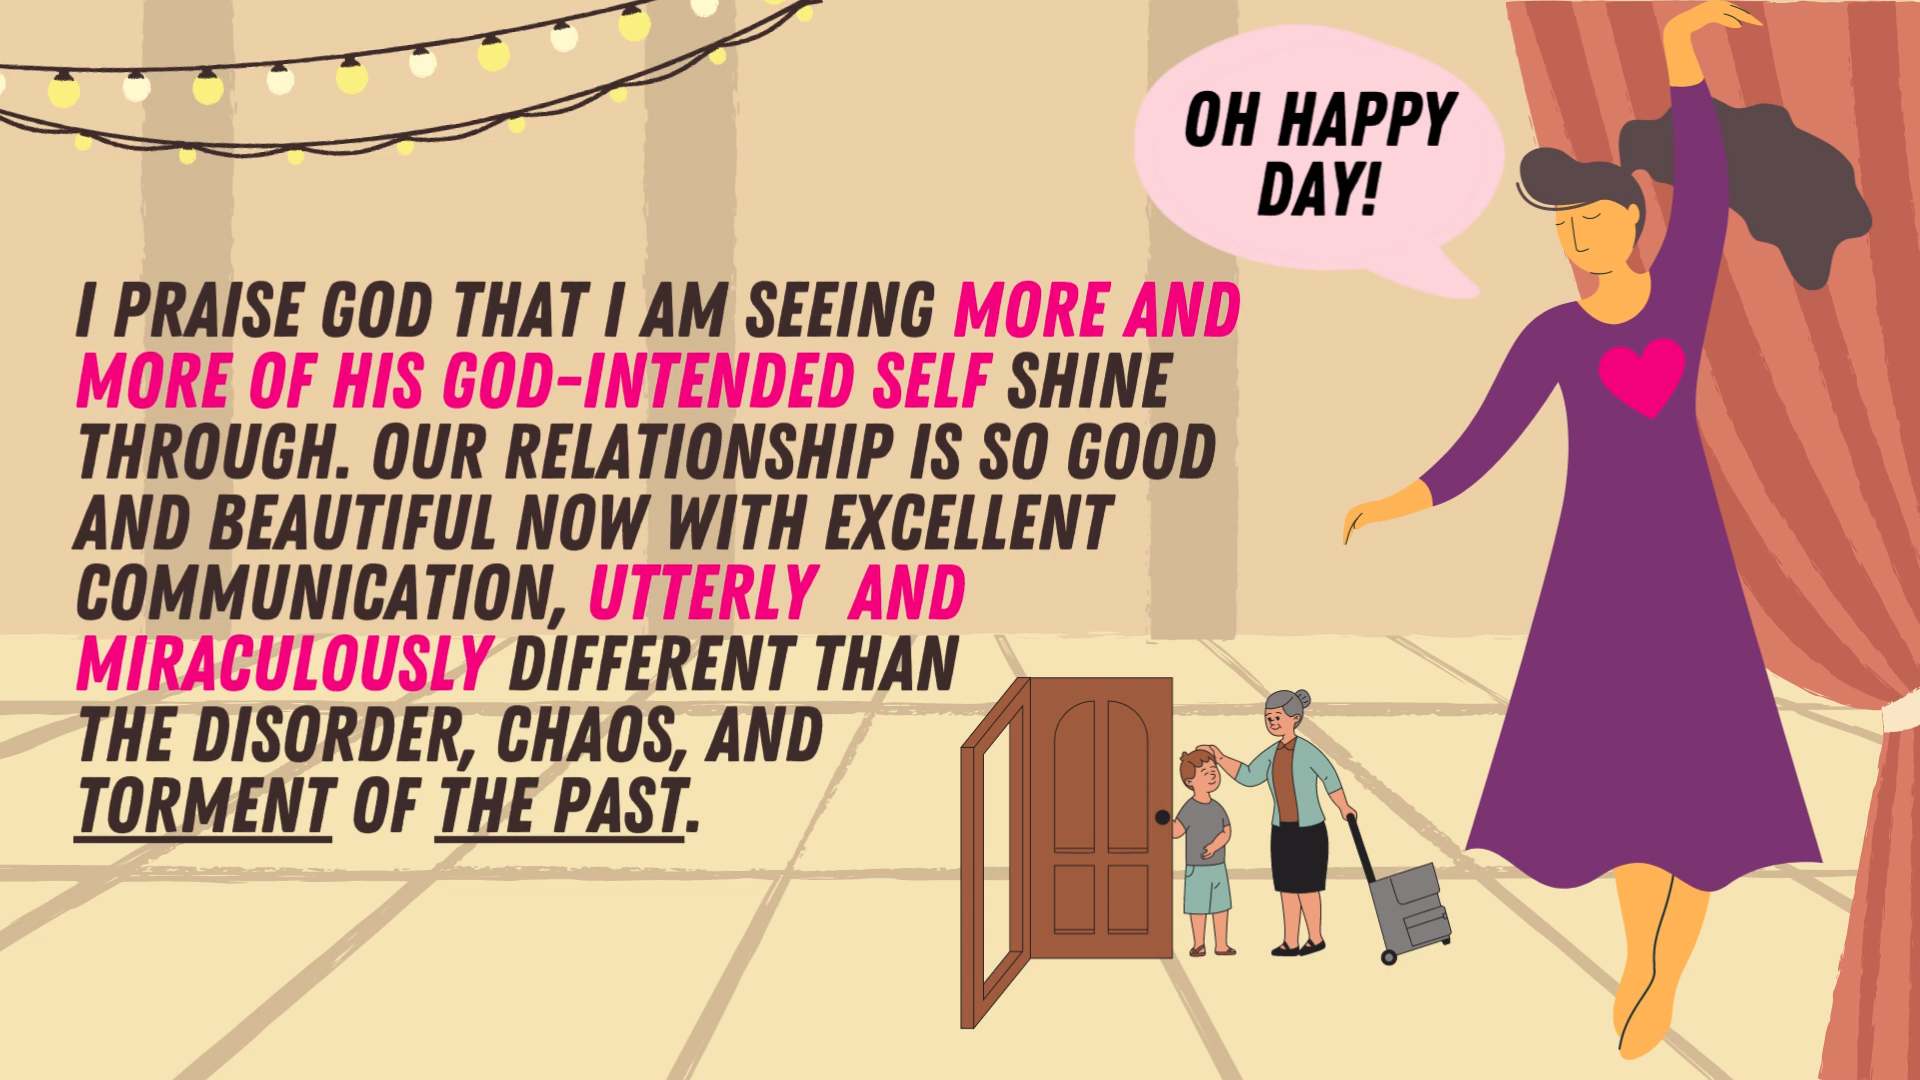 OH HAPPY
DAY!
I PRAISE GOD THAT I AM SEEING MORE AND
MORE OF HIS GOD-INTENDED SELF SHINE
THROUGH. OUR RELATIONSHIP IS SO GOOD
AND BEAUTIFUL NOW WITH EXCELLENT
COMMUNICATION, UTTERLY AND
MIRACULOUSLY DIFFERENT THAN
THE DISORDER, CHAOS, AND
TORMENT OF THE PAST.